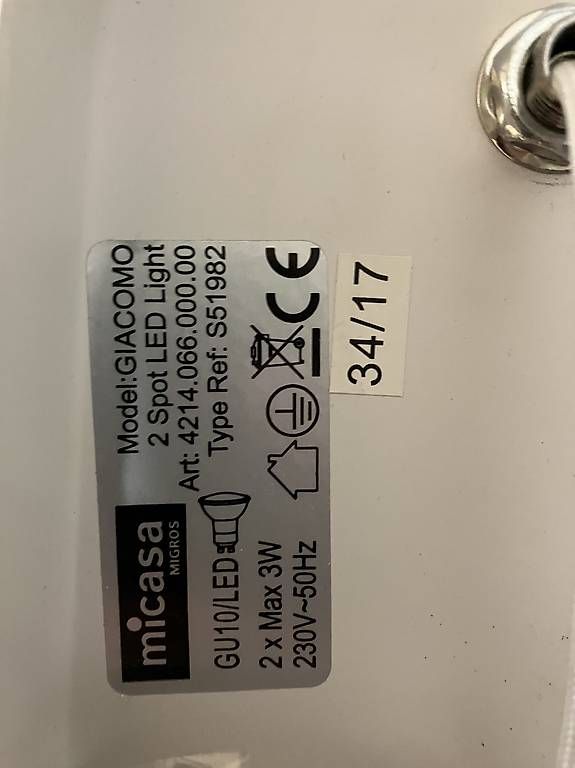 micasa
MIGROS
Model:GIACOMO
2 Spot LED Light
Art: 4214.066.000.00
Type Ref: S51982
GU10/LED
2 x Max 3W
230V~50Hz
CE
34/17